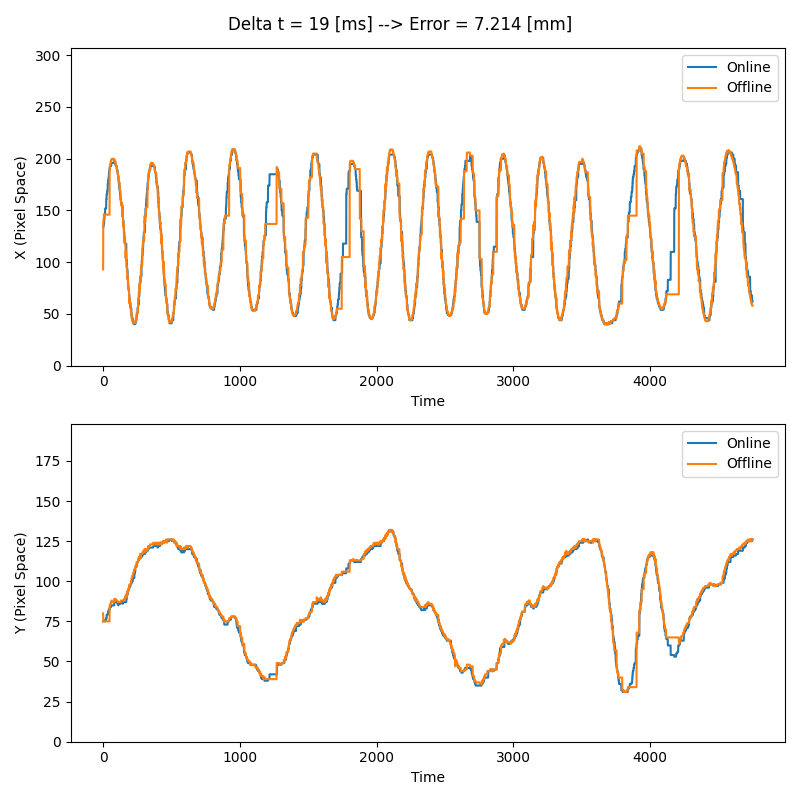 Delta t = 19 [ms] --> Error = 7.214 [mm]
300
250
200
150
100
50
0
X (Pixel Space)
Online
Offline
0
1000
2000
3000
4000
Time
175
150
125
100
75
50
25
0
Y (Pixel Space)
Online
Offline
0
1000
2000
3000
4000
Time